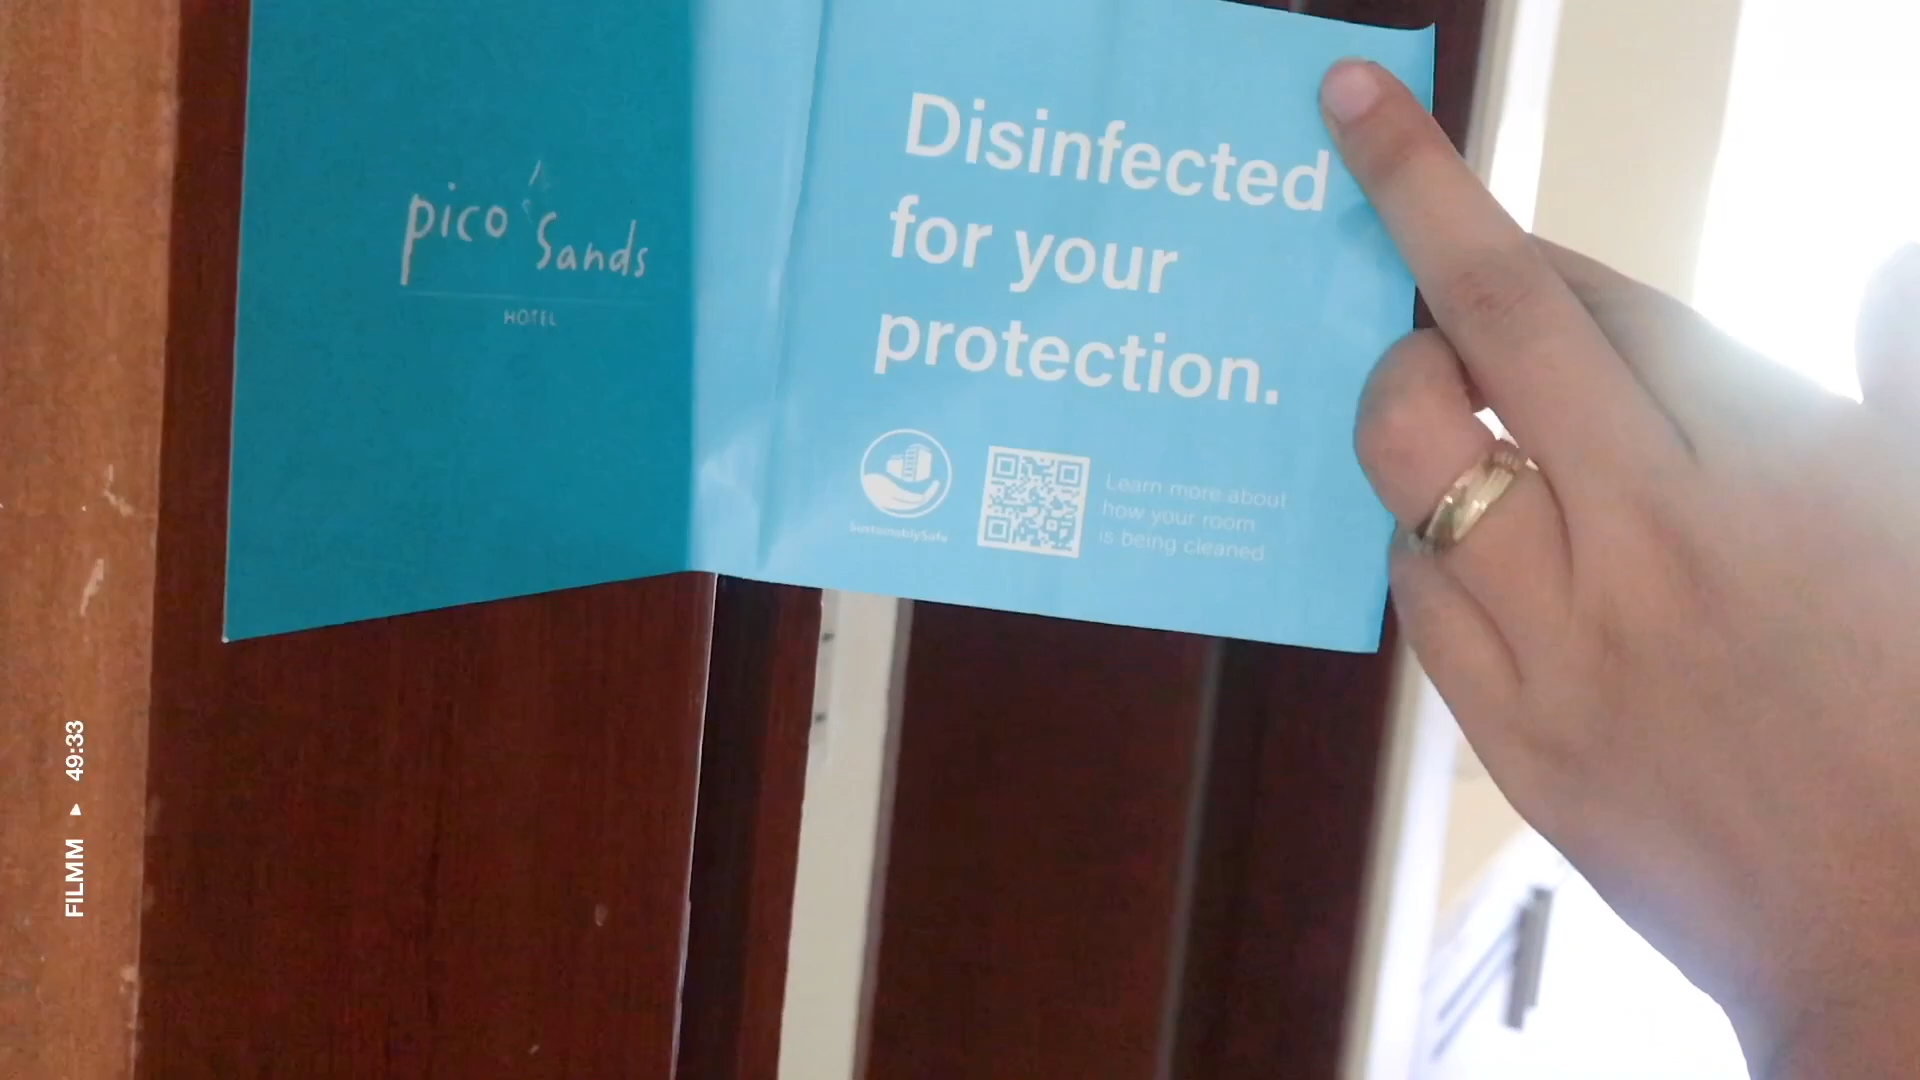 pico Sands
HOTEL
Disinfected
for your
protection.
SustainablySafe
Learn more about
how your room
is being cleaned
FILMM ▶ 49:33